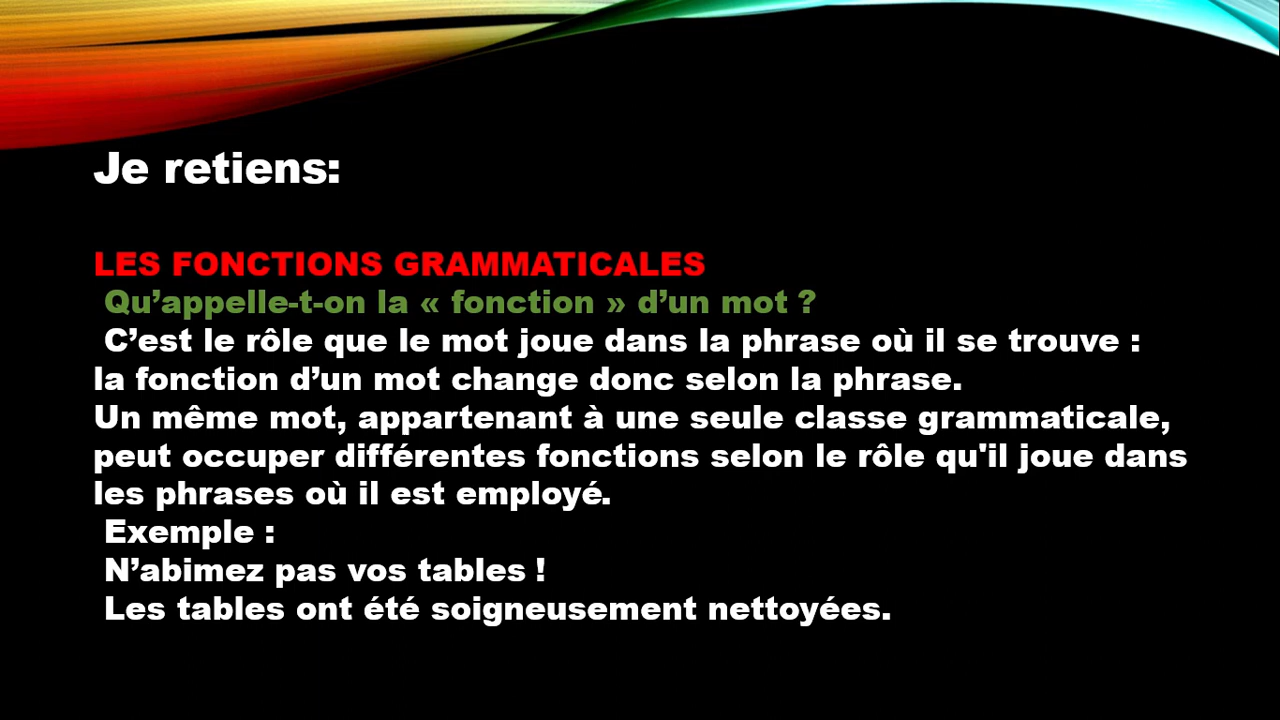 Je retiens:
LES FONCTIONS GRAMMATICALES
Qu’appelle-t-on la « fonction » d’un mot ?
C’est le rôle que le mot joue dans la phrase où il se trouve :
la fonction d’un mot change donc selon la phrase.
Un même mot, appartenant à une seule classe grammaticale,
peut occuper différentes fonctions selon le rôle qu'il joue dans
les phrases où il est employé.
Exemple :
N’abimez pas vos tables !
Les tables ont été soigneusement nettoyées.